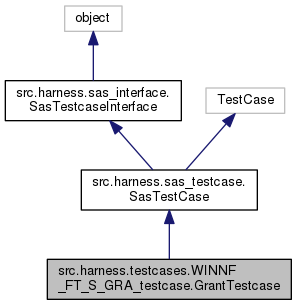 object
src.harness.sas_interface.
SasTestcaseInterface
TestCase
src.harness.sas_testcase.
SasTestCase
src.harness.testcases.WINNF
_FT_S_GRA_testcase.GrantTestcase